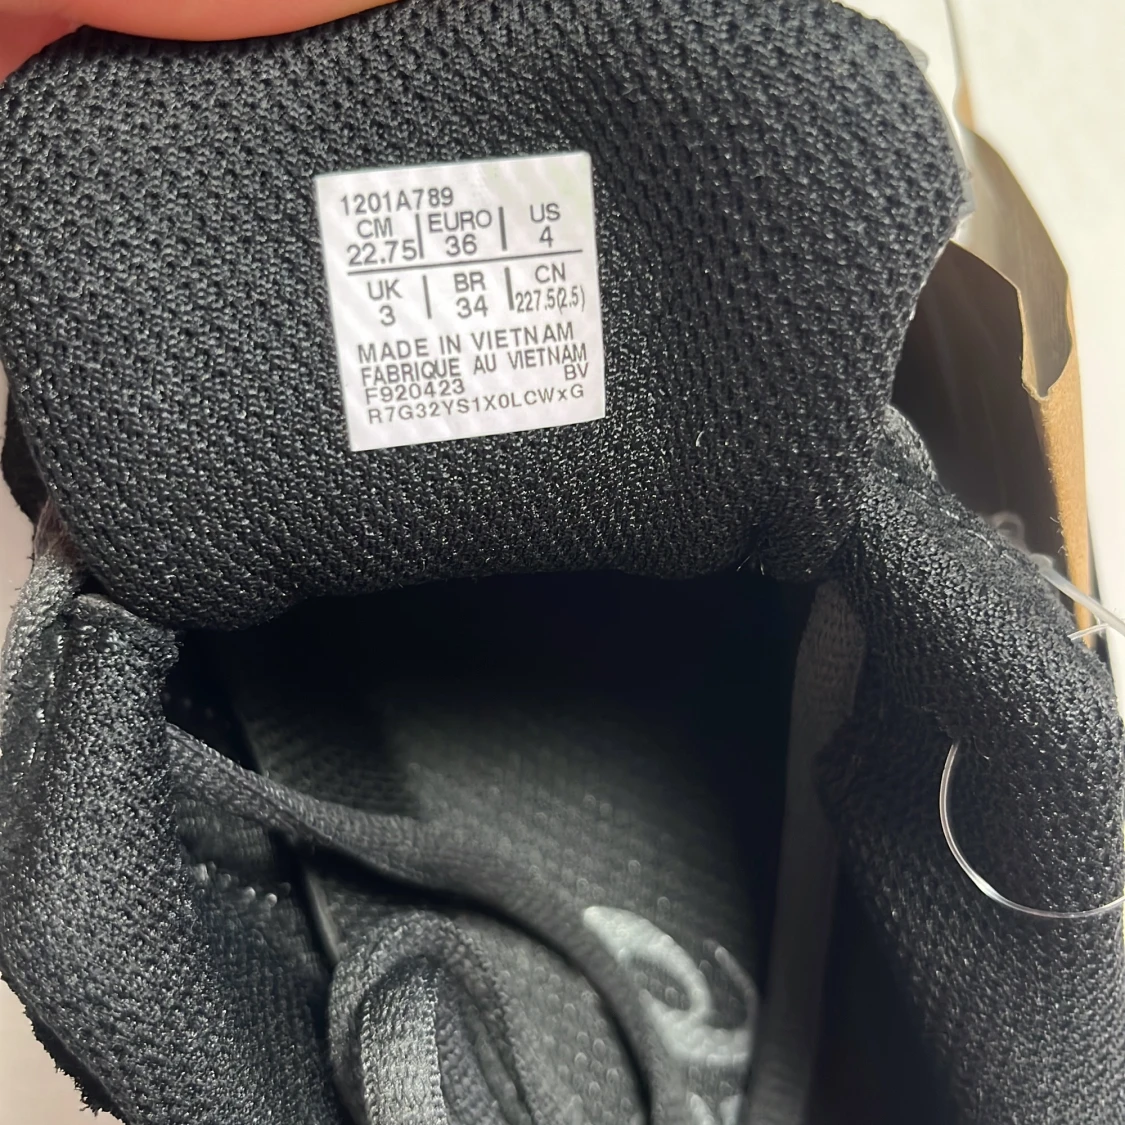 1201A789
CM | EURO | US
22.75 | 36 | 4
UK | BR | CN
3 | 34 | 227.5(2.5)
MADE IN VIETNAM
FABRIQUE AU VIETNAM
F920423 BV
R7G32YS1X0LCWxG